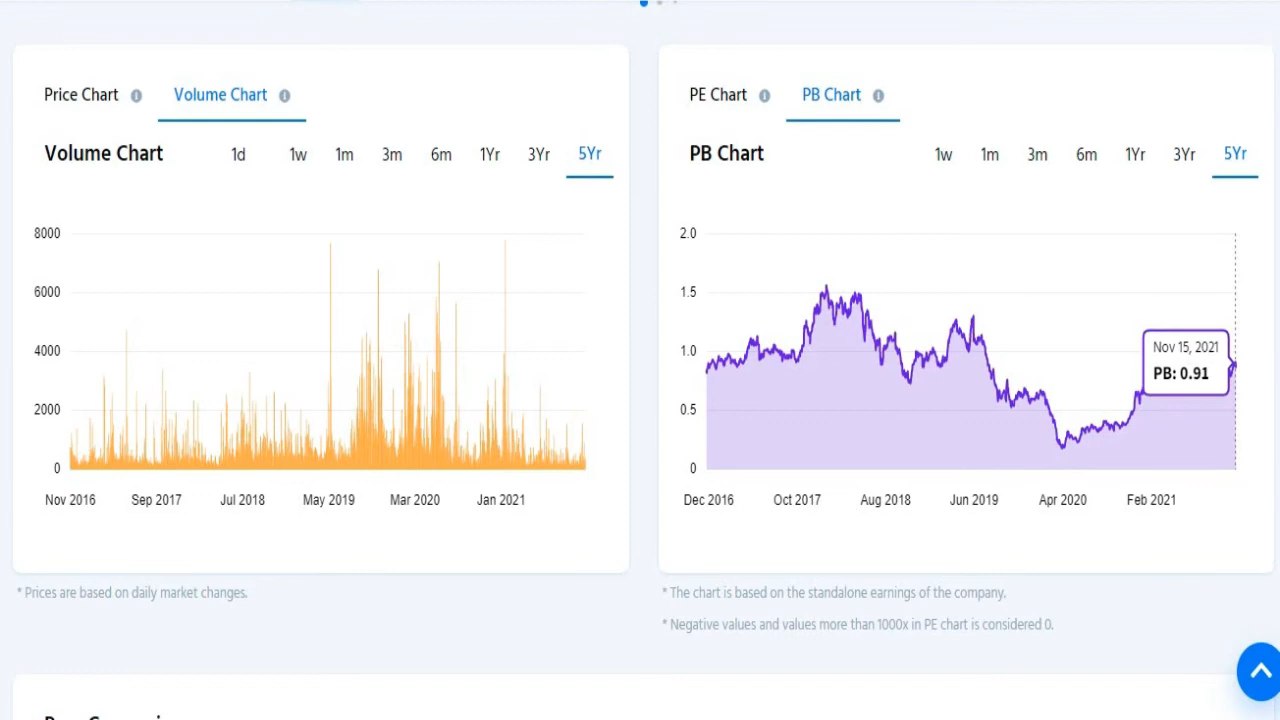 Price Chart Volume Chart
Volume Chart 1d 1w 1m 3m 6m 1Yr 3Yr 5Yr
8000
6000
4000
2000
0
Nov 2016 Sep 2017 Jul 2018 May 2019 Mar 2020 Jan 2021
* Prices are based on daily market changes.
PE Chart PB Chart
PB Chart 1w 1m 3m 6m 1Yr 3Yr 5Yr
2.0
1.5
1.0
0.5
0
Nov 15, 2021
PB: 0.91
Dec 2016 Oct 2017 Aug 2018 Jun 2019 Apr 2020 Feb 2021
* The chart is based on the standalone earnings of the company.
* Negative values and values more than 1000x in PE chart is considered 0.